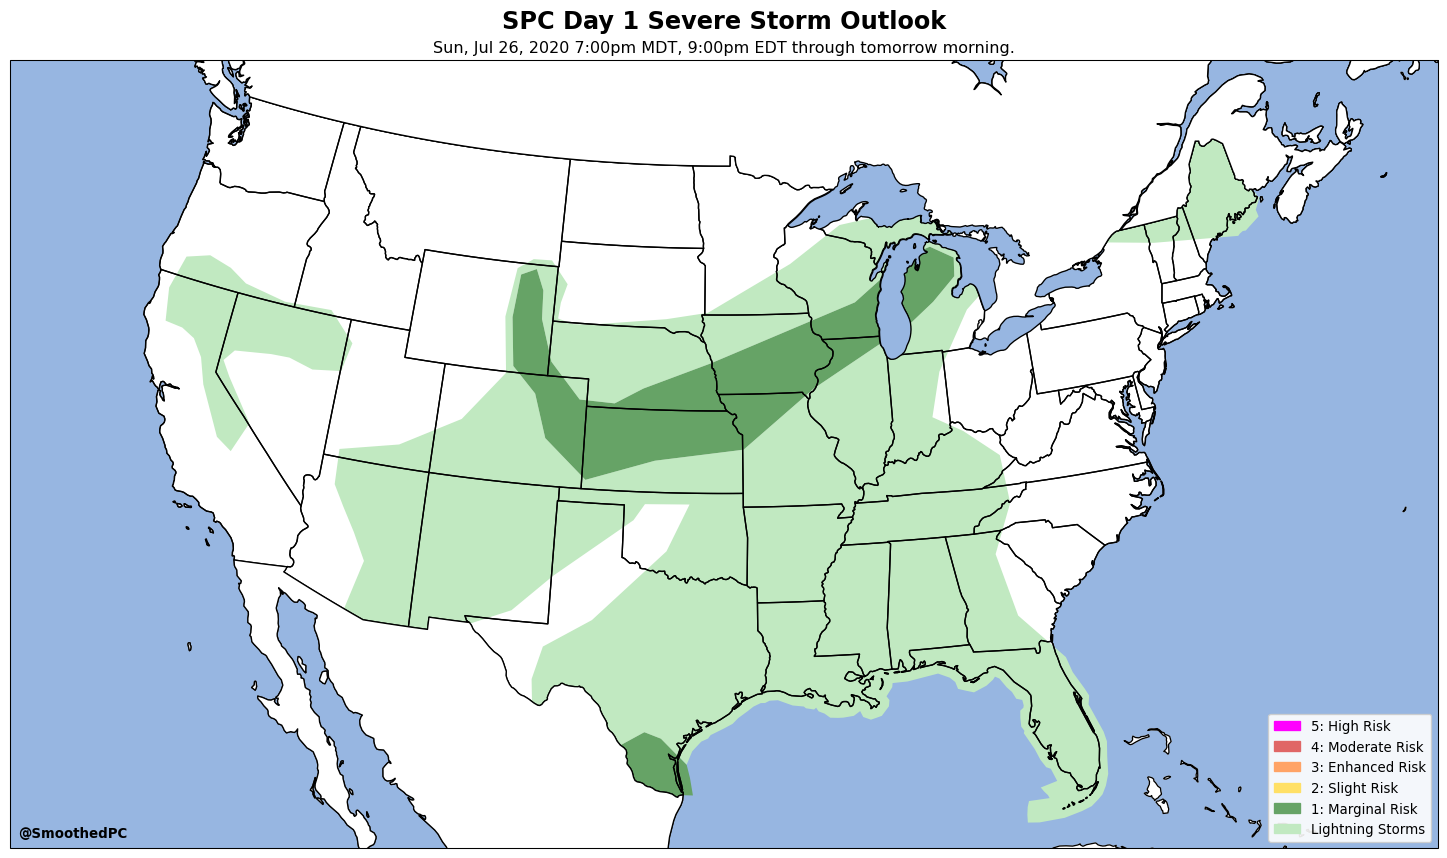 SPC Day 1 Severe Storm Outlook
Sun, Jul 26, 2020 7:00pm MDT, 9:00pm EDT through tomorrow morning.
5: High Risk
4: Moderate Risk
3: Enhanced Risk
2: Slight Risk
1: Marginal Risk
Lightning Storms
@SmoothedPC